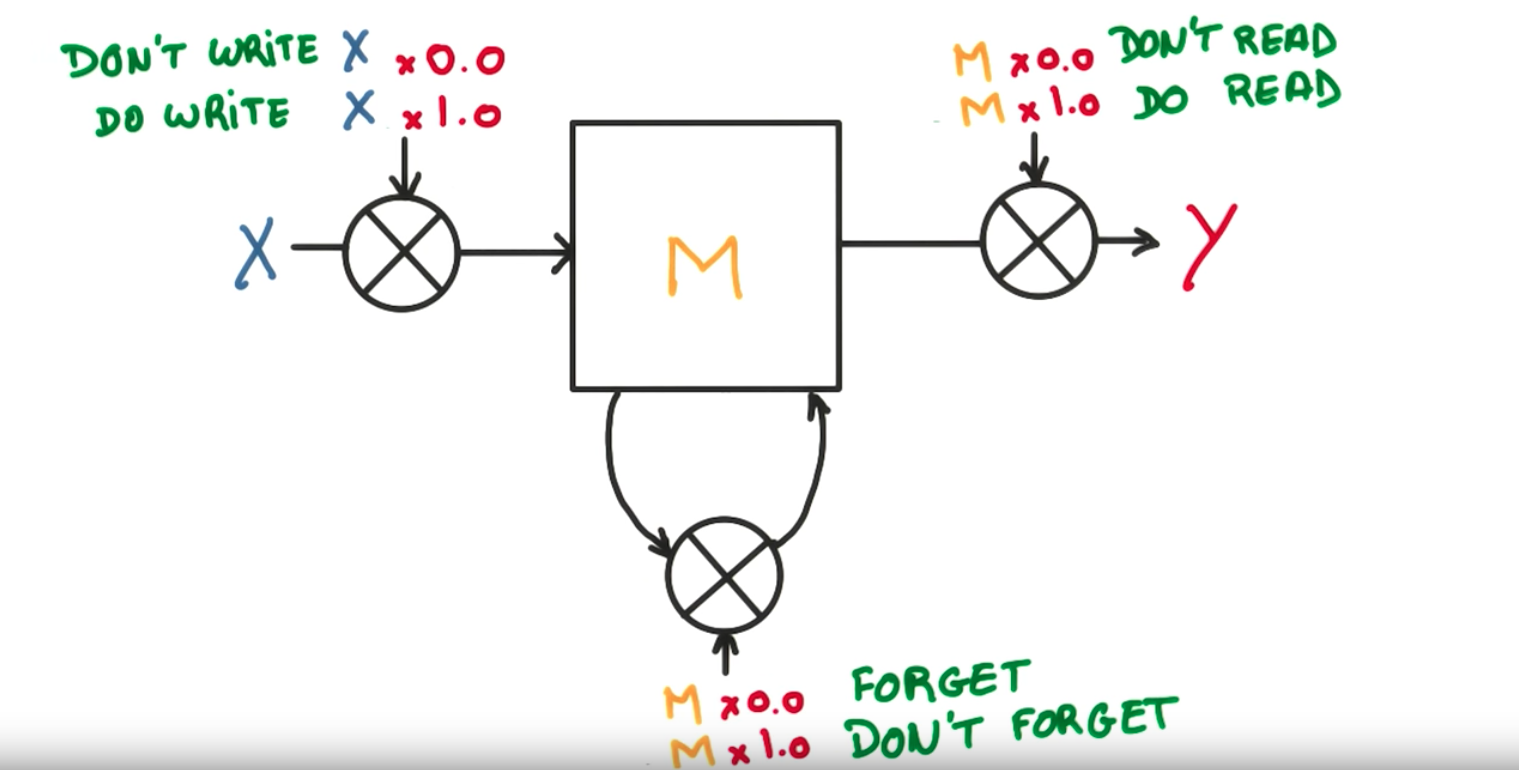 DON'T WRITE X x0.0
DO WRITE X x1.0
M x0.0 DON'T READ
M x1.0 DO READ
X
M
Y
M x0.0 FORGET
M x1.0 DON'T FORGET